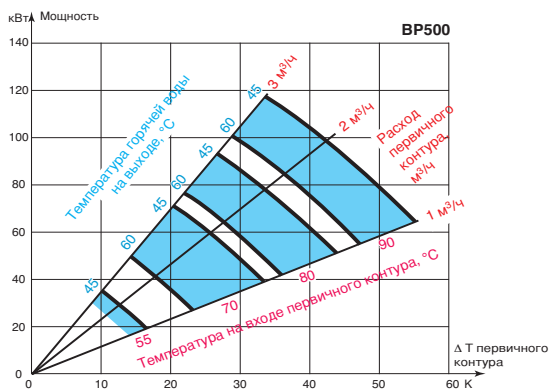 кВт Мощность
BP500
140
120
100
80
60
40
20
0
0
10
20
30
40
50
60 K
Δ T первичного
контура
Температура горячей воды
на выходе, °C
45
60
45
60
45
60
45
3 м³/ч
2 м³/ч
1 м³/ч
Расход
первичного
контура,
м³/ч
90
80
70
55
Температура на входе первичного контура, °C